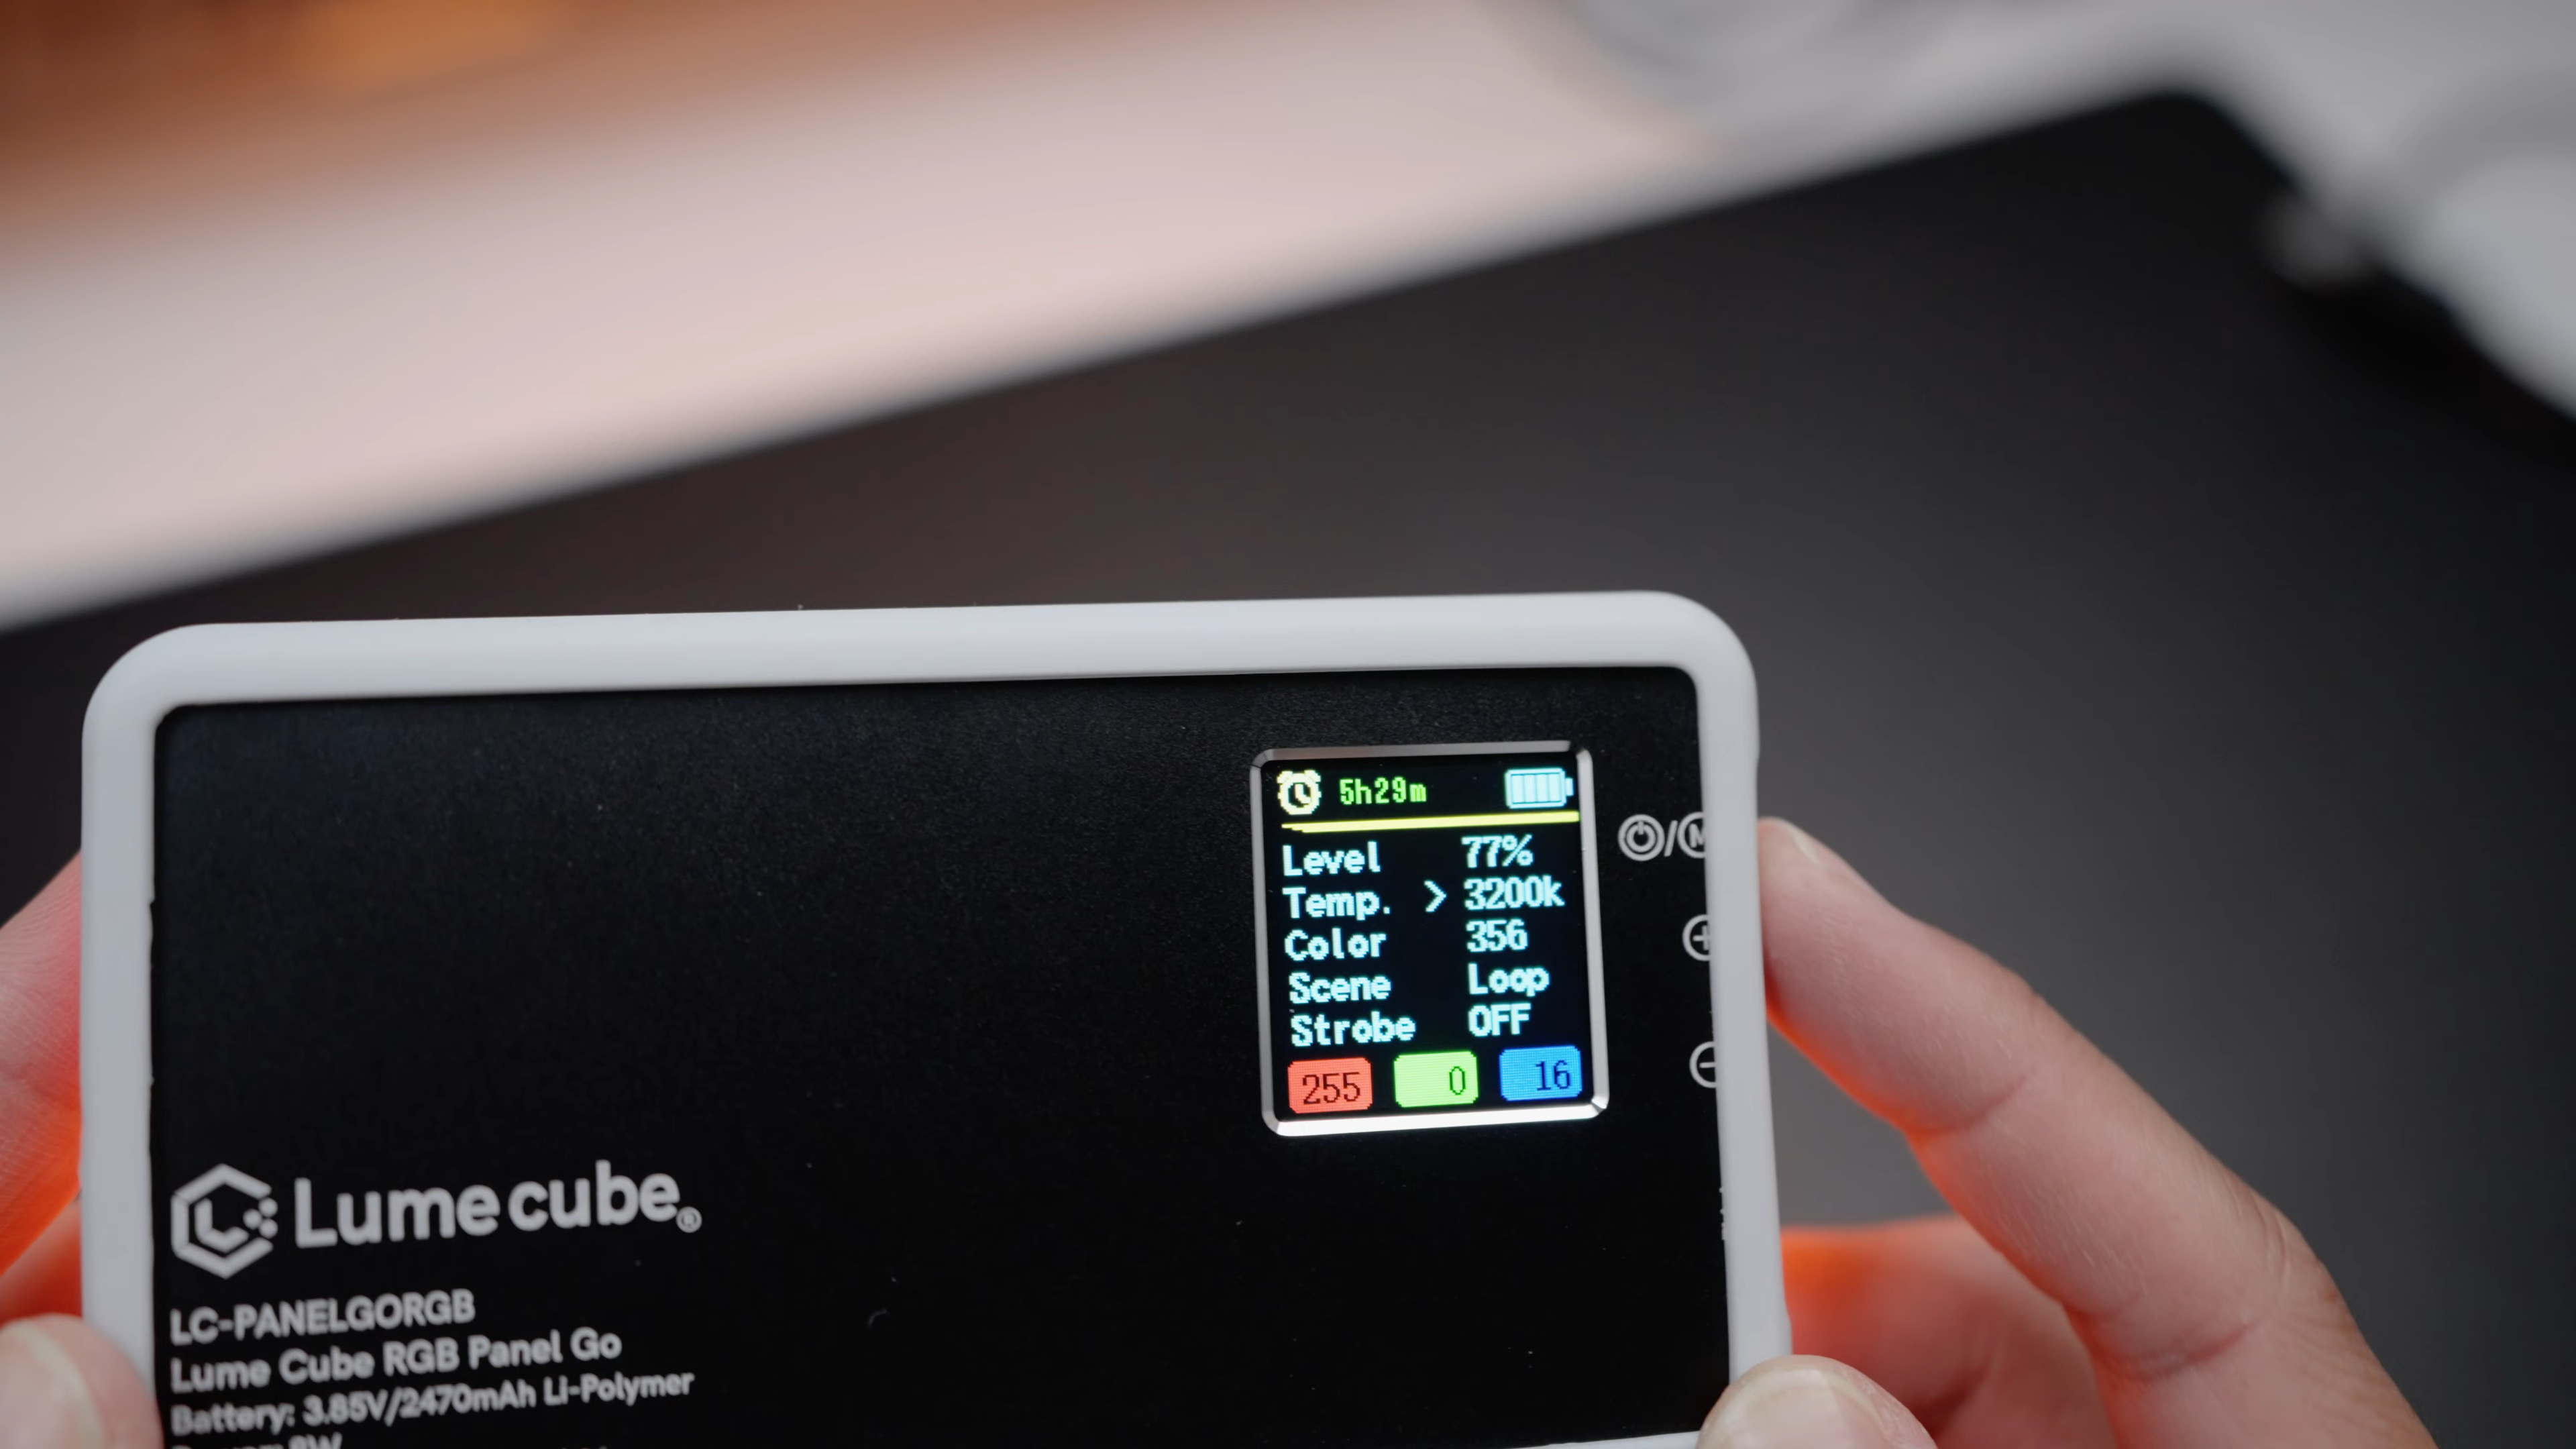 5h29m
Level 77%
Temp. > 3200k
Color 356
Scene Loop
Strobe OFF
255 0 16
/M
+
-
Lume cube®
LC-PANELGORGB
Lume Cube RGB Panel Go
Battery: 3.85V/2470mAh Li-Polymer
8W